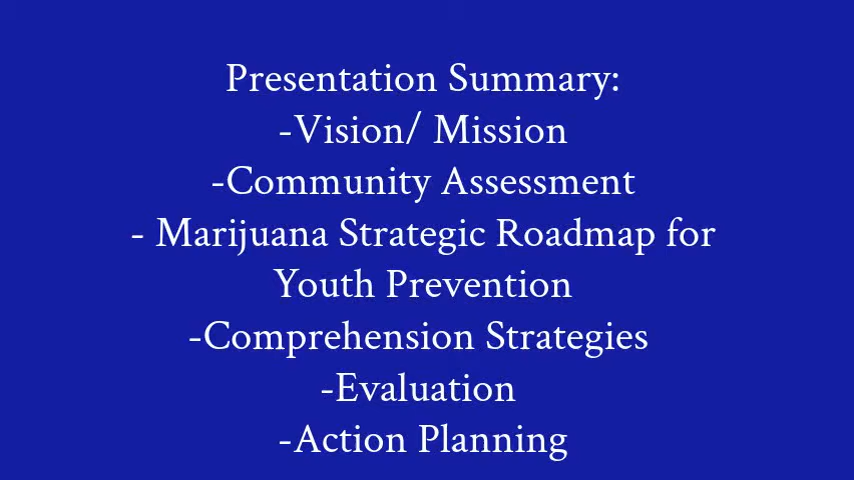 Presentation Summary:
-Vision/ Mission
-Community Assessment
- Marijuana Strategic Roadmap for
Youth Prevention
-Comprehension Strategies
-Evaluation
-Action Planning